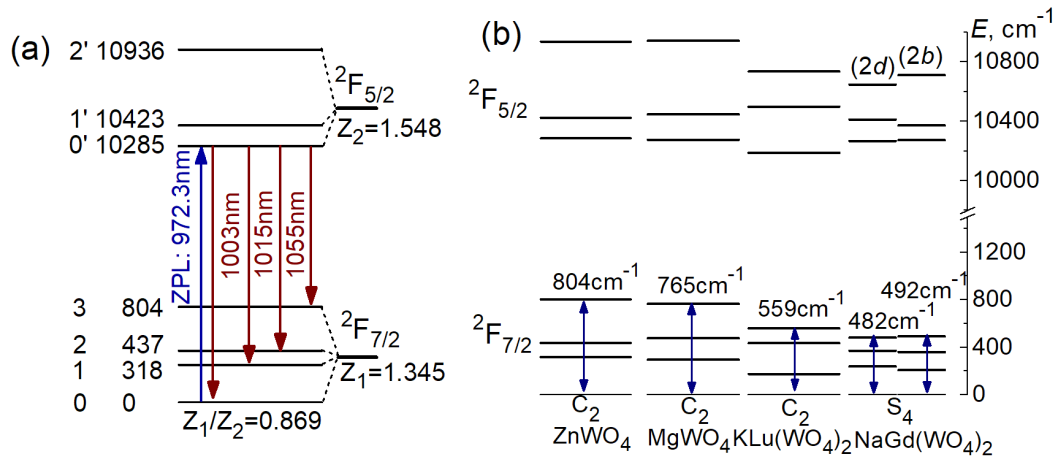 (a)
2' 10936
²F₅/₂
1' 10423
Z₂=1.548
0' 10285
ZPL: 972.3nm
1003nm
1015nm
1055nm
3 804
²F₇/₂
2 437
1 318
Z₁=1.345
0 0
Z₁/Z₂=0.869
(b)
E, cm⁻¹
(2d)
(2b)
10800
²F₅/₂
10400
10000
1200
804cm⁻¹
765cm⁻¹
559cm⁻¹
492cm⁻¹
482cm⁻¹
800
²F₇/₂
400
0
C₂
C₂
C₂
S₄
ZnWO₄
MgWO₄
KLu(WO₄)₂
NaGd(WO₄)₂